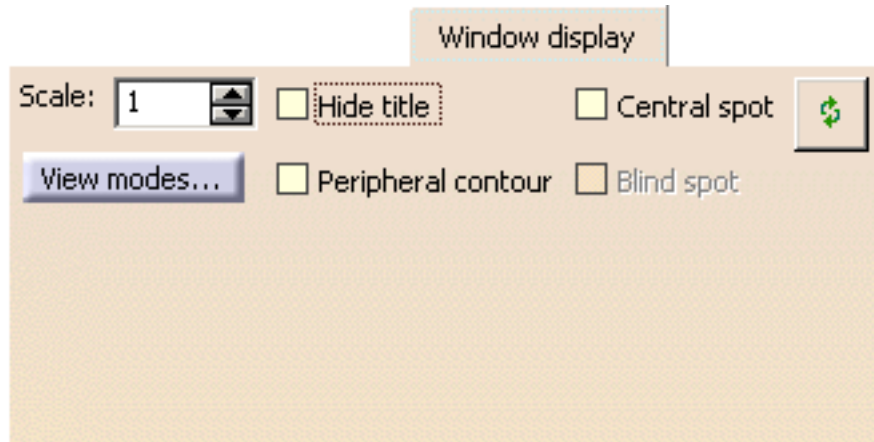 Window display
Scale: 1 Hide title Central spot
View modes... Peripheral contour Blind spot